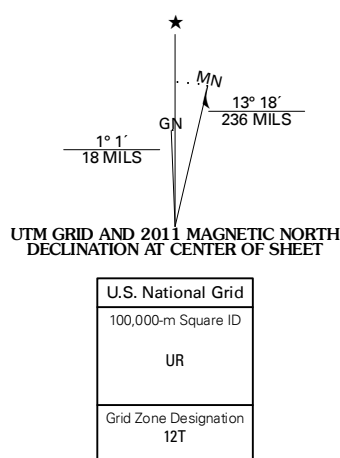 ★
MN
GN
13° 18´
236 MILS
1° 1´
18 MILS
UTM GRID AND 2011 MAGNETIC NORTH
DECLINATION AT CENTER OF SHEET
U.S. National Grid
100,000-m Square ID
UR
Grid Zone Designation
12T